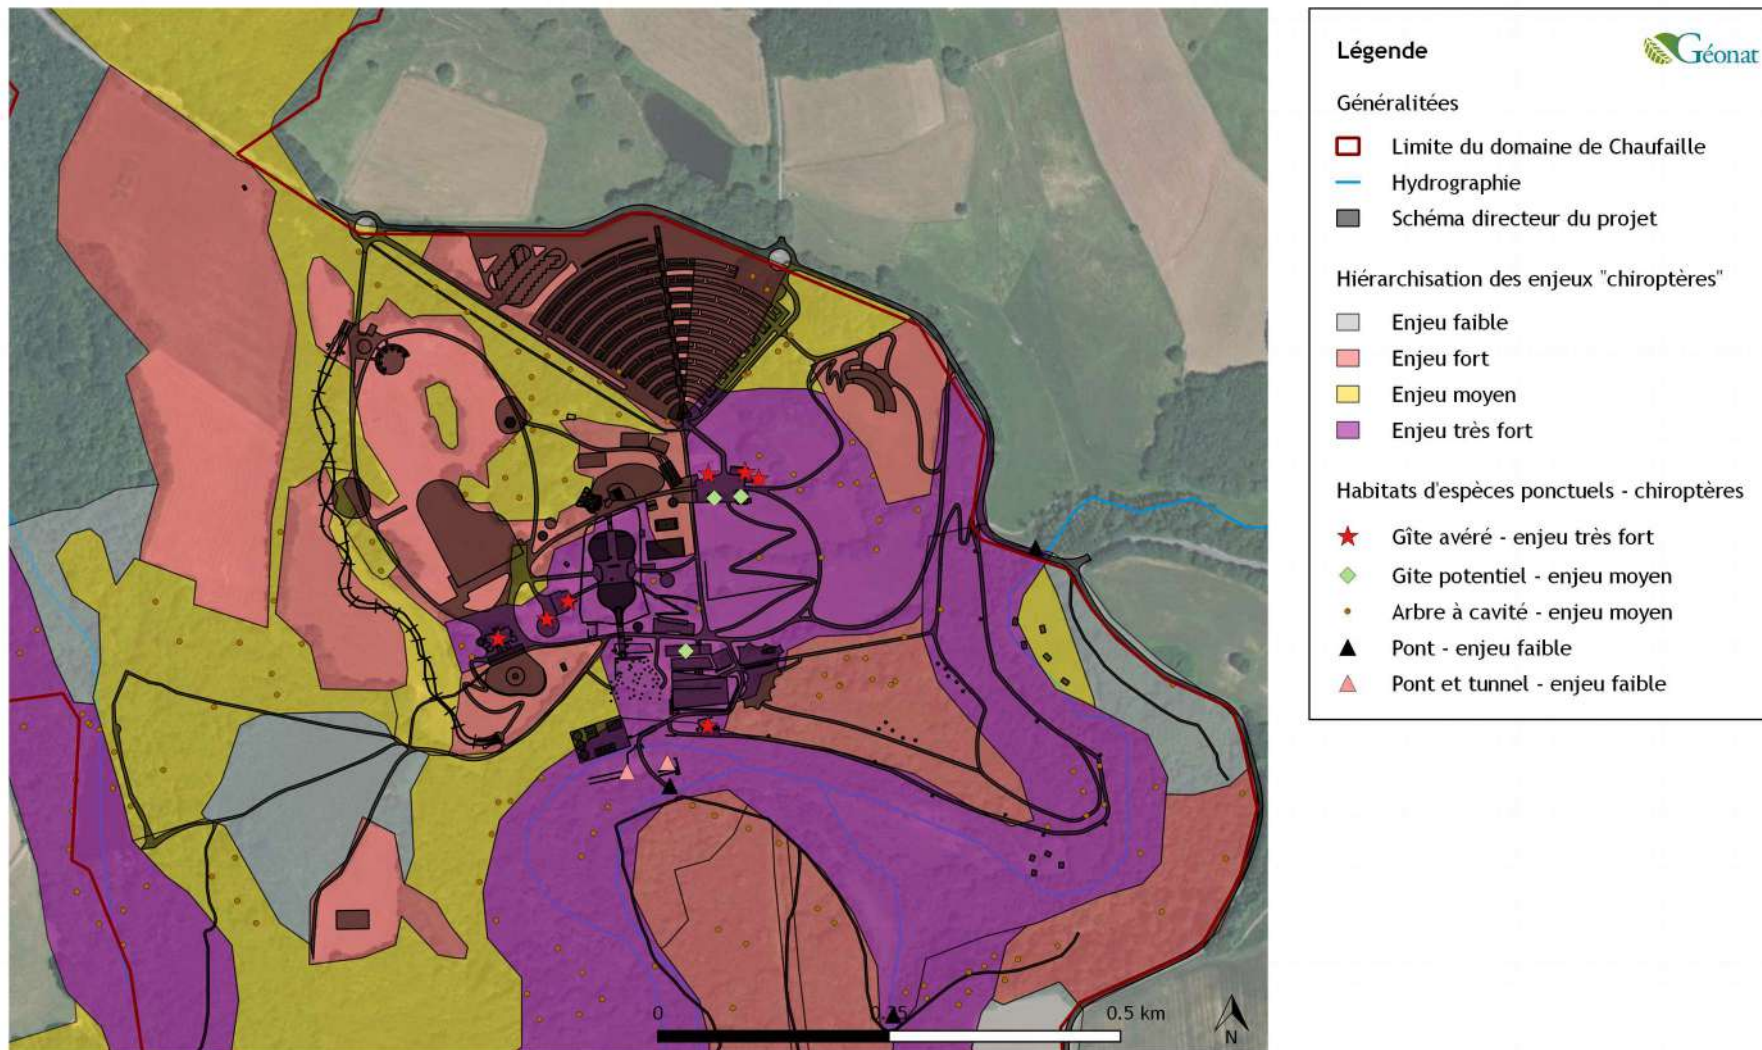 Légende
Géonat
Généralitées
Limite du domaine de Chaufaille
Hydrographie
Schéma directeur du projet
Hiérarchisation des enjeux "chiroptères"
Enjeu faible
Enjeu fort
Enjeu moyen
Enjeu très fort
Habitats d'espèces ponctuels - chiroptères
Gîte avéré - enjeu très fort
Gite potentiel - enjeu moyen
Arbre à cavité - enjeu moyen
Pont - enjeu faible
Pont et tunnel - enjeu faible
0 0.25 0.5 km
N